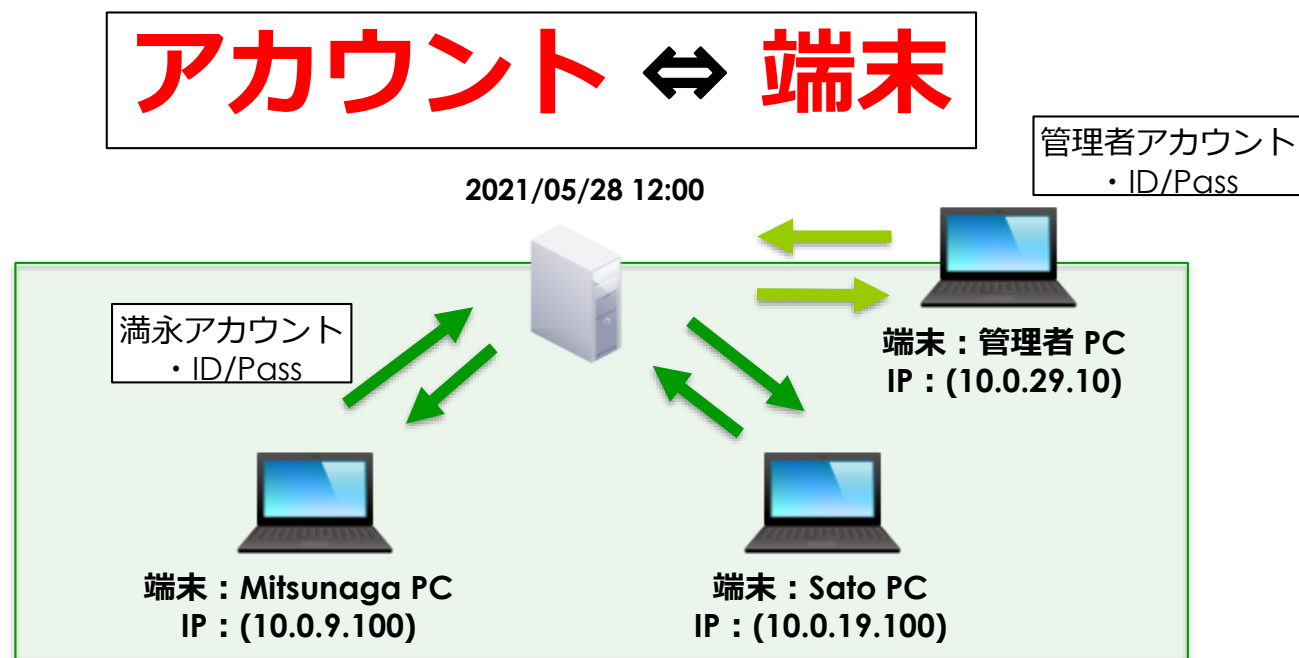 アカウント ⇔ 端末
管理者アカウント
・ID/Pass
2021/05/28 12:00
満永アカウント
・ID/Pass
端末：管理者 PC
IP：(10.0.29.10)
端末：Mitsunaga PC
IP：(10.0.9.100)
端末：Sato PC
IP：(10.0.19.100)